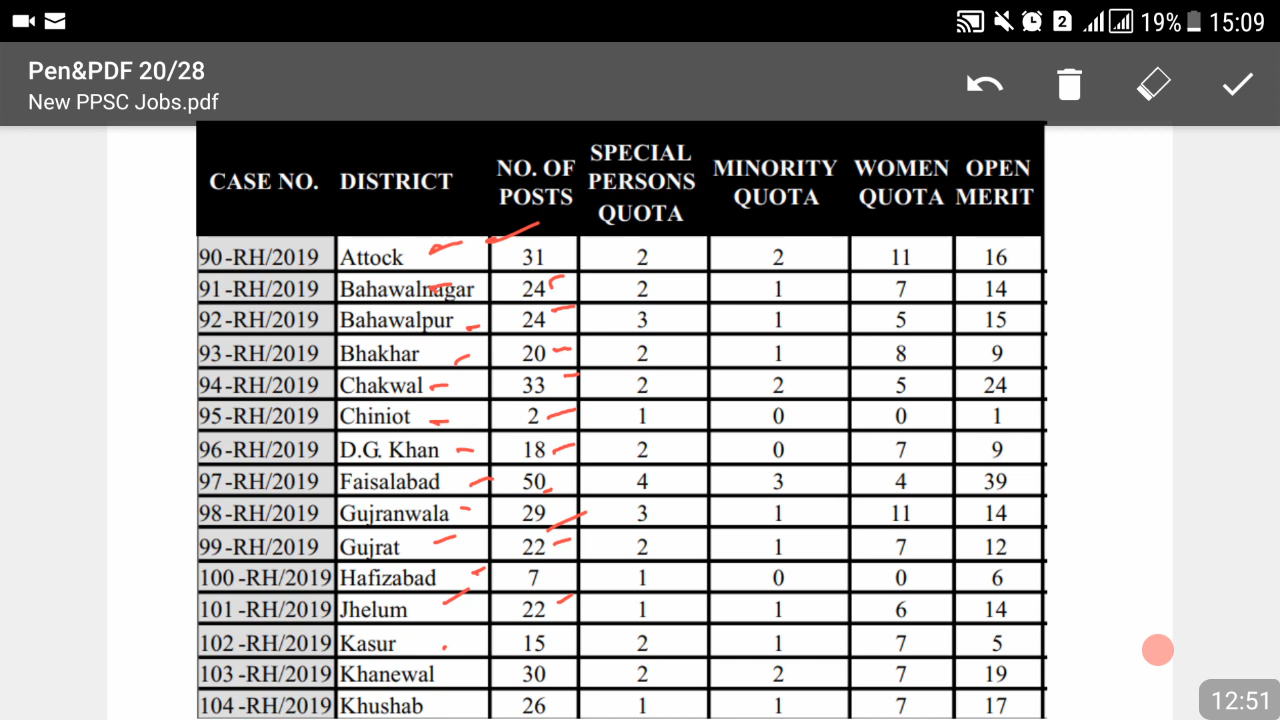 2 19% 15:09
Pen&PDF 20/28
New PPSC Jobs.pdf
CASE NO. DISTRICT NO. OF POSTS SPECIAL PERSONS QUOTA MINORITY QUOTA WOMEN QUOTA OPEN MERIT
90-RH/2019 Attock 31 2 2 11 16
91-RH/2019 Bahawalnagar 24 2 1 7 14
92-RH/2019 Bahawalpur 24 3 1 5 15
93-RH/2019 Bhakhar 20 2 1 8 9
94-RH/2019 Chakwal 33 2 2 5 24
95-RH/2019 Chiniot 2 1 0 0 1
96-RH/2019 D.G. Khan 18 2 0 7 9
97-RH/2019 Faisalabad 50 4 3 4 39
98-RH/2019 Gujranwala 29 3 1 11 14
99-RH/2019 Gujrat 22 2 1 7 12
100-RH/2019 Hafizabad 7 1 0 0 6
101-RH/2019 Jhelum 22 1 1 6 14
102-RH/2019 Kasur 15 2 1 7 5
103-RH/2019 Khanewal 30 2 2 7 19
104-RH/2019 Khushab 26 1 1 7 17
12:51